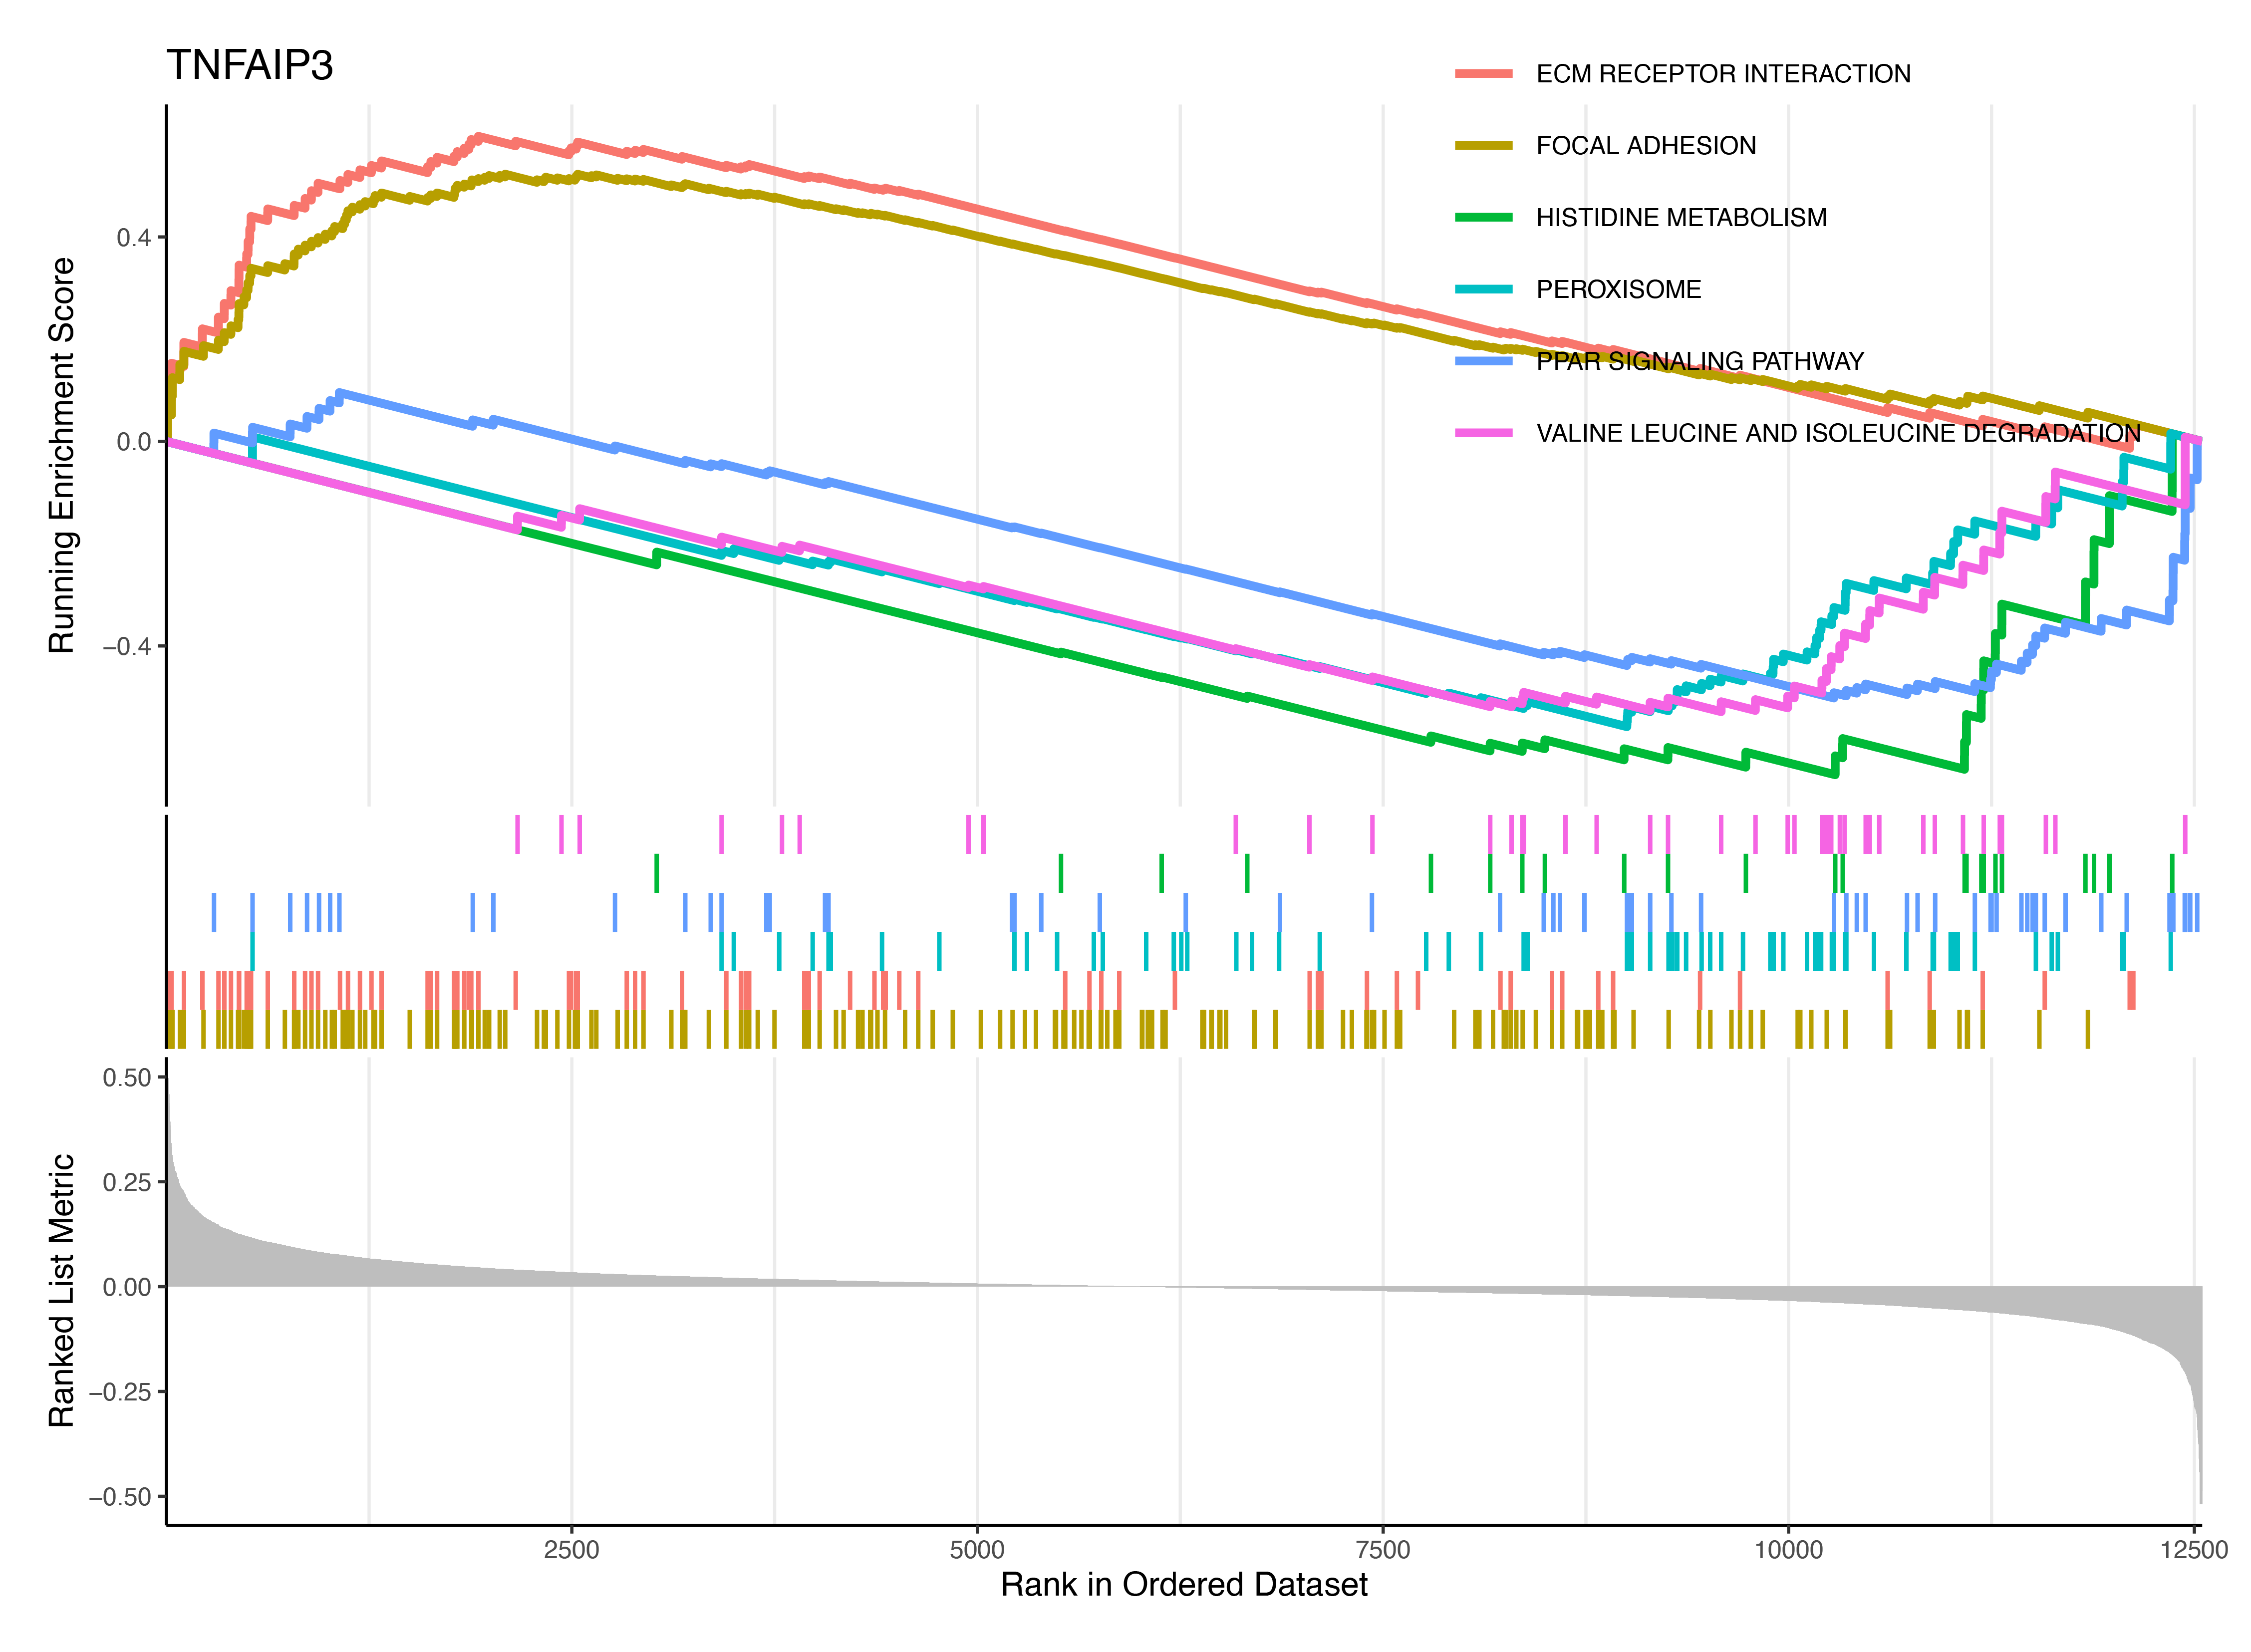 TNFAIP3
ECM RECEPTOR INTERACTION
FOCAL ADHESION
HISTIDINE METABOLISM
PEROXISOME
PPAR SIGNALING PATHWAY
VALINE LEUCINE AND ISOLEUCINE DEGRADATION
Running Enrichment Score
0.4
0.0
−0.4
Ranked List Metric
0.50
0.25
0.00
−0.25
−0.50
2500 5000 7500 10000 12500
Rank in Ordered Dataset